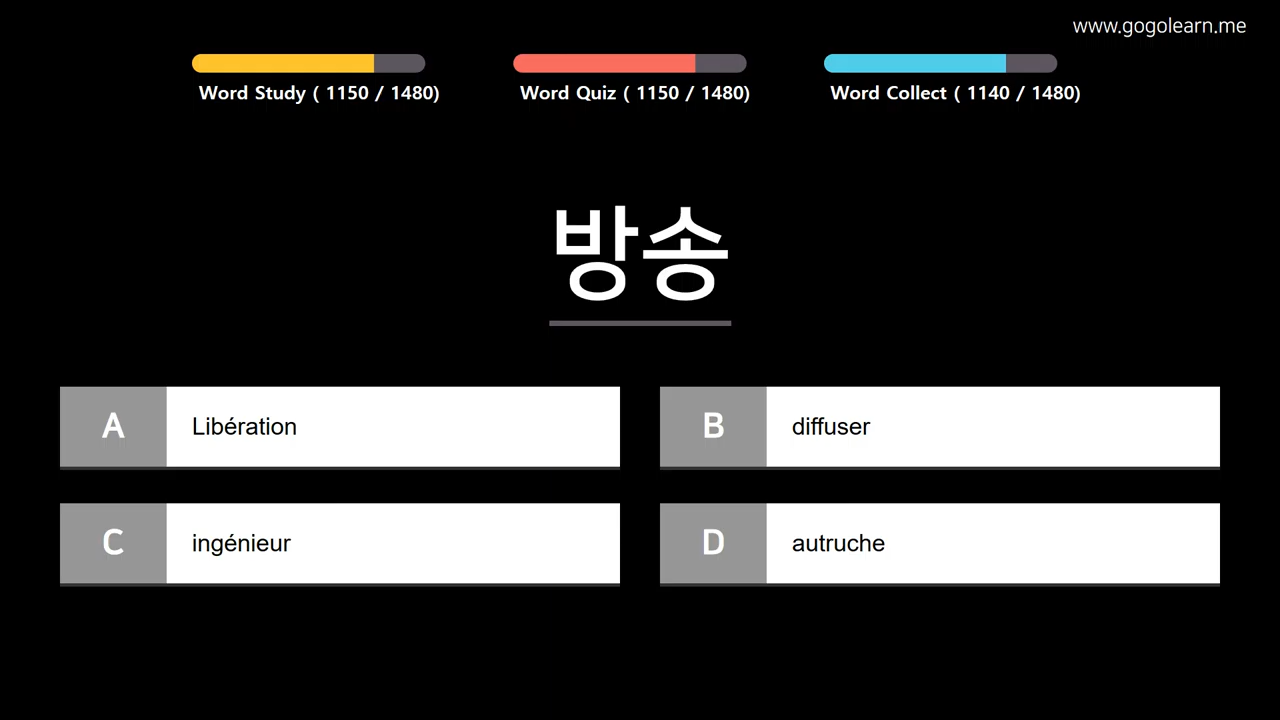 www.gogolearn.me
Word Study ( 1150 / 1480)
Word Quiz ( 1150 / 1480)
Word Collect ( 1140 / 1480)
방송
A Libération
B diffuser
C ingénieur
D autruche